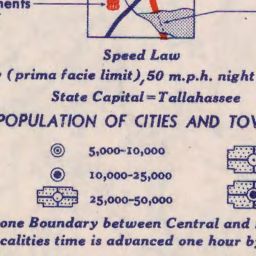 ments
Speed Law
(prima facie limit), 50 m.p.h. night
State Capital=Tallahassee
POPULATION OF CITIES AND TOW
5,000-10,000
10,000-25,000
25,000-50,000
one Boundary between Central and
calities time is advanced one hour b